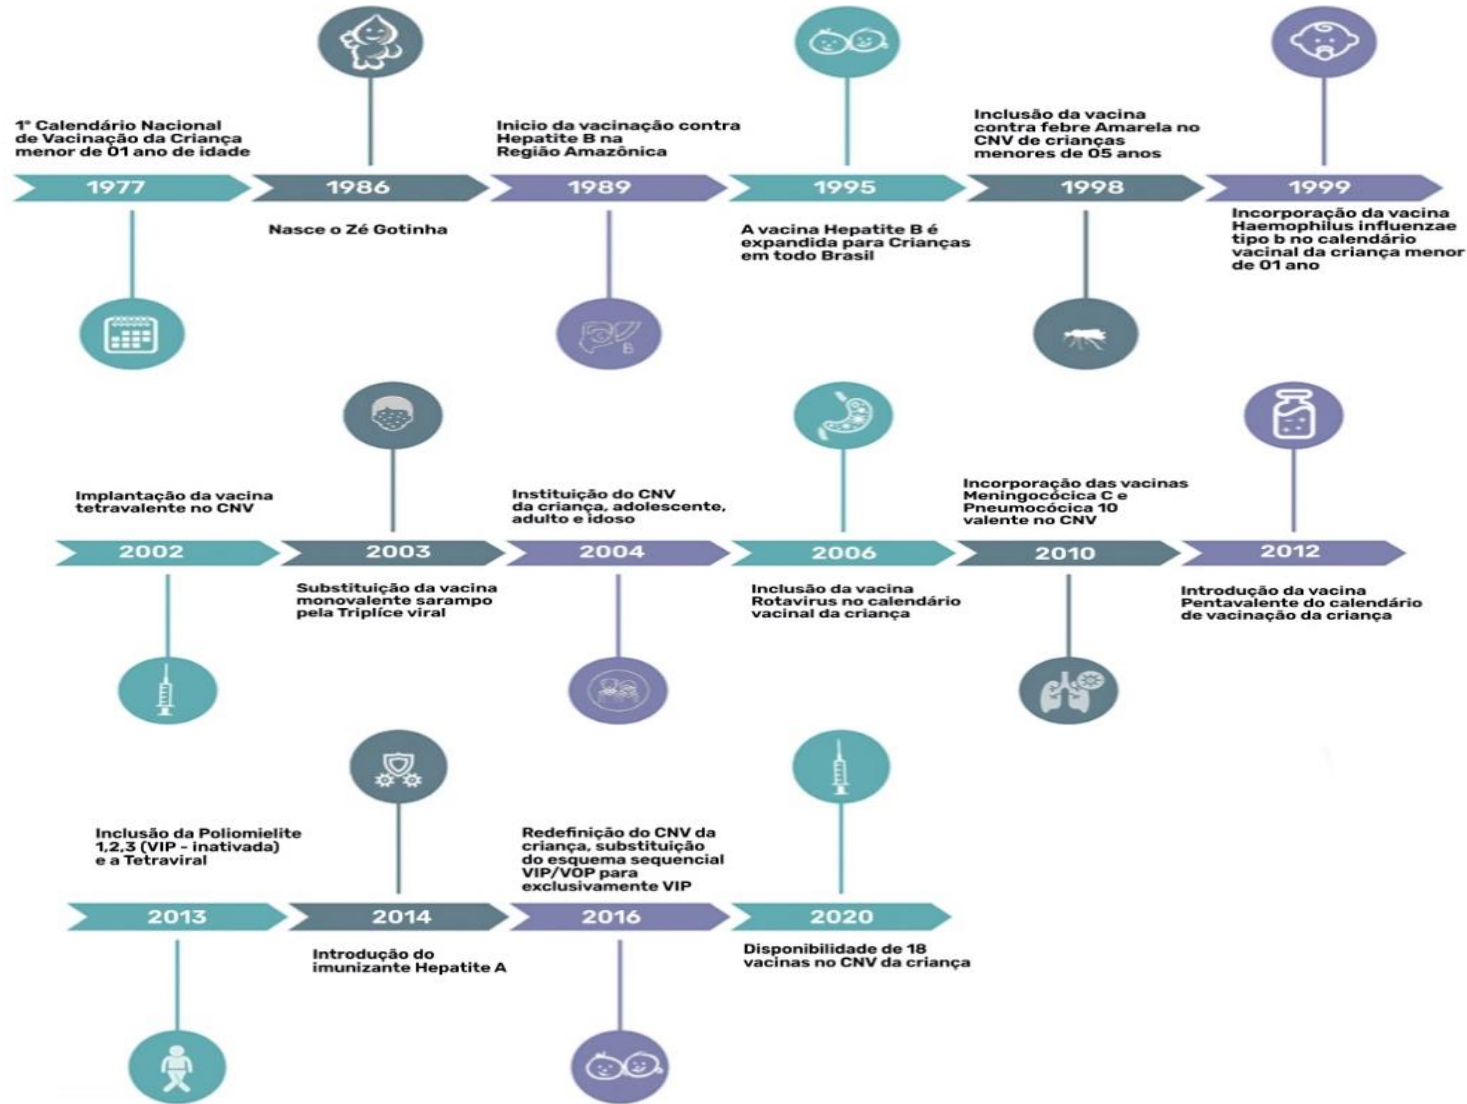 1º Calendário Nacional
de Vacinação da Criança
menor de 01 ano de idade
1977
1986
Nasce o Zé Gotinha
Inicio da vacinação contra
Hepatite B na
Região Amazônica
1989
B
1995
A vacina Hepatite B é
expandida para Crianças
em todo Brasil
Inclusão da vacina
contra febre Amarela no
CNV de crianças
menores de 05 anos
1998
1999
Incorporação da vacina
Haemophilus influenzae
tipo b no calendário
vacinal da criança menor
de 01 ano
Implantação da vacina
tetravalente no CNV
2002
2003
Substituição da vacina
monovalente sarampo
pela Triplíce viral
Instituição do CNV
da criança, adolescente,
adulto e idoso
2004
2006
Inclusão da vacina
Rotavirus no calendário
vacinal da criança
Incorporação das vacinas
Meningocócica C e
Pneumocócica 10
valente no CNV
2010
2012
Introdução da vacina
Pentavalente do calendário
de vacinação da criança
Inclusão da Poliomielite
1,2,3 (VIP - inativada)
e a Tetraviral
2013
2014
Introdução do
imunizante Hepatite A
Redefinição do CNV da
criança, substituição
do esquema sequencial
VIP/VOP para
exclusivamente VIP
2016
2020
Disponibilidade de 18
vacinas no CNV da criança